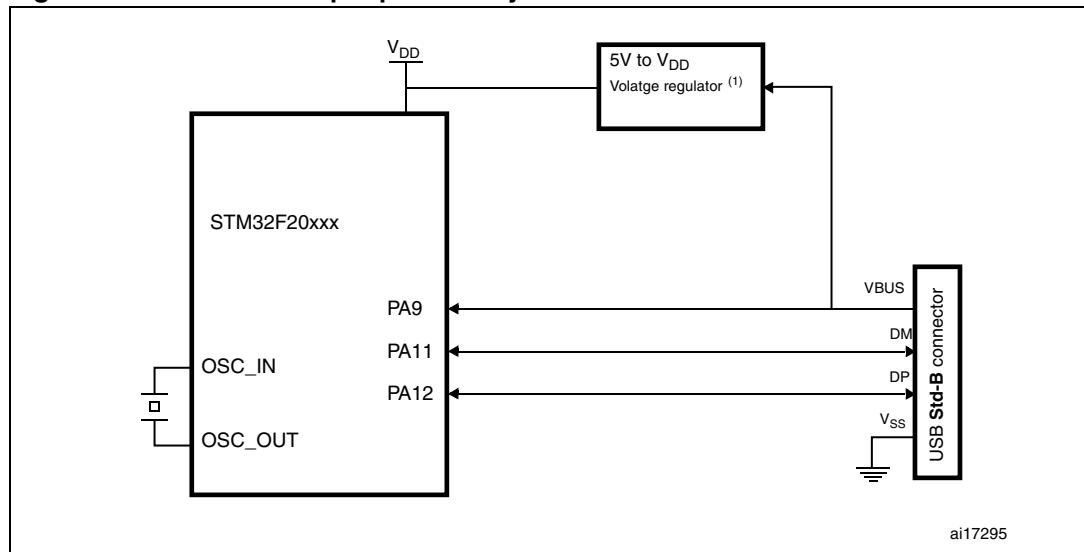 V_DD
5V to V_DD
Volatge regulator (1)
STM32F20xxx
VBUS
PA9
DM
PA11
OSC_IN
DP
PA12
V_SS
OSC_OUT
USB Std-B connector
ai17295